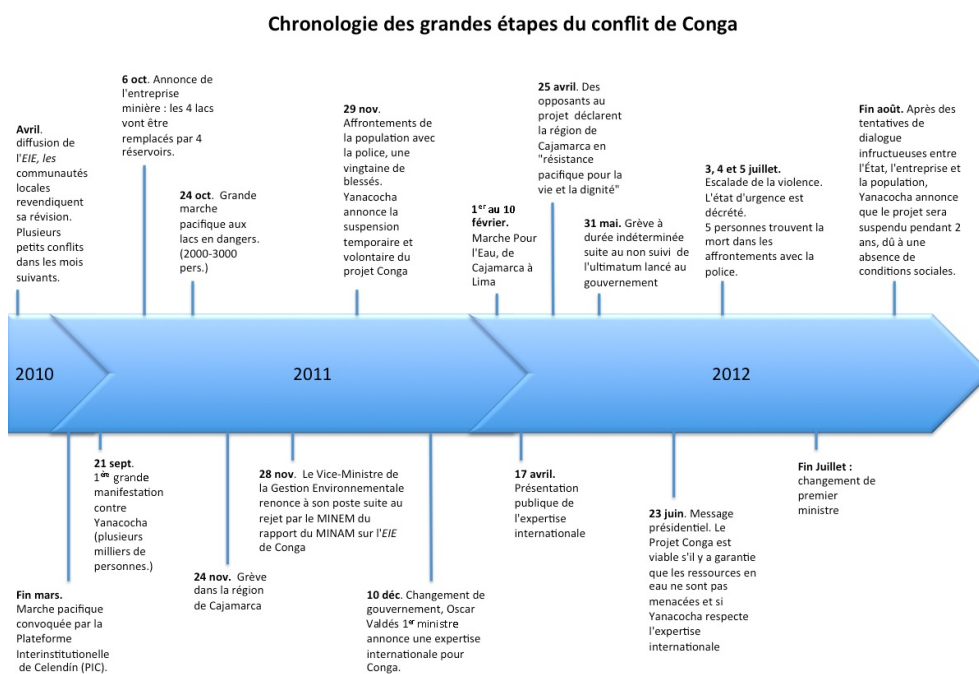 Chronologie des grandes étapes du conflit de Conga
Avril.
diffusion de
l'EIE, les
communautés
locales
revendiquent
sa révision.
Plusieurs
petits conflits
dans les mois
suivants.
6 oct. Annonce de
l'entreprise
minière : les 4 lacs
vont être
remplacés par 4
réservoirs.
24 oct. Grande
marche
pacifique aux
lacs en dangers.
(2000-3000
pers.)
29 nov.
Affrontements de
la population avec
la police, une
vingtaine de
blessés.
Yanacocha
annonce la
suspension
temporaire et
volontaire du
projet Conga
1er au 10
février.
Marche Pour
l'Eau, de
Cajamarca à
Lima
25 avril. Des
opposants au
projet déclarent
la région de
Cajamarca en
"résistance
pacifique pour la
vie et la dignité"
31 mai. Grève à
durée indéterminée
suite au non suivi de
l'ultimatum lancé au
gouvernement
3, 4 et 5 juillet.
Escalade de la violence.
L'état d'urgence est
décrété.
5 personnes trouvent la
mort dans les
affrontements avec la
police.
Fin août. Après des
tentatives de
dialogue
infructueuses entre
l'État, l'entreprise et
la population,
Yanacocha annonce
que le projet sera
suspendu pendant 2
ans, dû à une
absence de
conditions sociales.
2010
2011
2012
Fin mars.
Marche pacifique
convoquée par la
Plateforme
Interinstitutionelle
de Celendín (PIC).
21 sept.
1ère grande
manifestation
contre
Yanacocha
(plusieurs
milliers de
personnes.)
24 nov. Grève
dans la région
de Cajamarca
28 nov. Le Vice-Ministre de
la Gestion Environnementale
renonce à son poste suite au
rejet par le MINEM du
rapport du MINAM sur l'EIE
de Conga
10 déc. Changement de
gouvernement, Oscar
Valdés 1er ministre
annonce une expertise
internationale pour
Conga.
17 avril.
Présentation
publique de
l'expertise
internationale
23 juin. Message
présidentiel. Le
Projet Conga est
viable s'il y a garantie
que les ressources en
eau ne sont pas
menacées et si
Yanacocha respecte
l'expertise
internationale
Fin Juillet :
changement de
premier
ministre